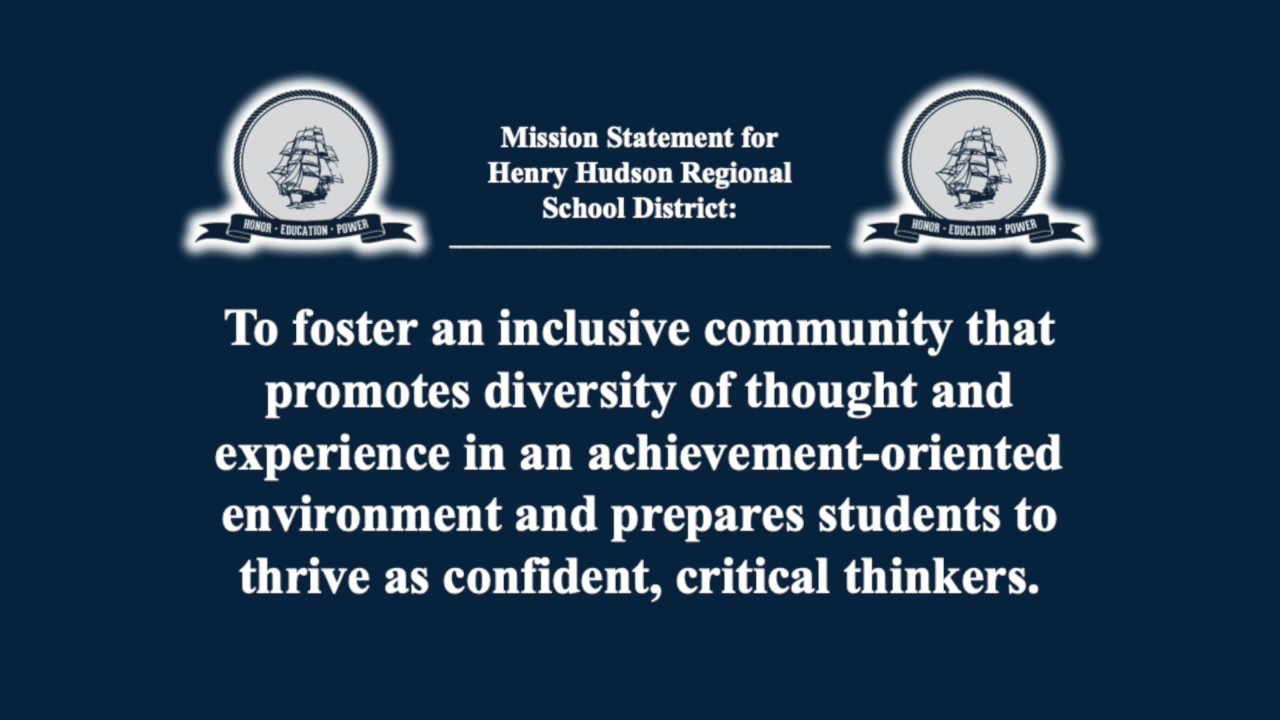 Mission Statement for
Henry Hudson Regional
School District:
HONOR · EDUCATION · POWER
HONOR · EDUCATION · POWER
To foster an inclusive community that
promotes diversity of thought and
experience in an achievement-oriented
environment and prepares students to
thrive as confident, critical thinkers.